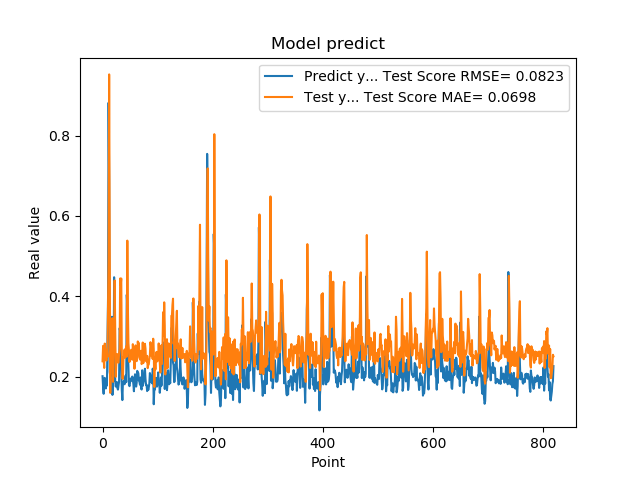 Model predict
Predict y... Test Score RMSE= 0.0823
Test y... Test Score MAE= 0.0698
Real value
0.8
0.6
0.4
0.2
0 200 400 600 800
Point